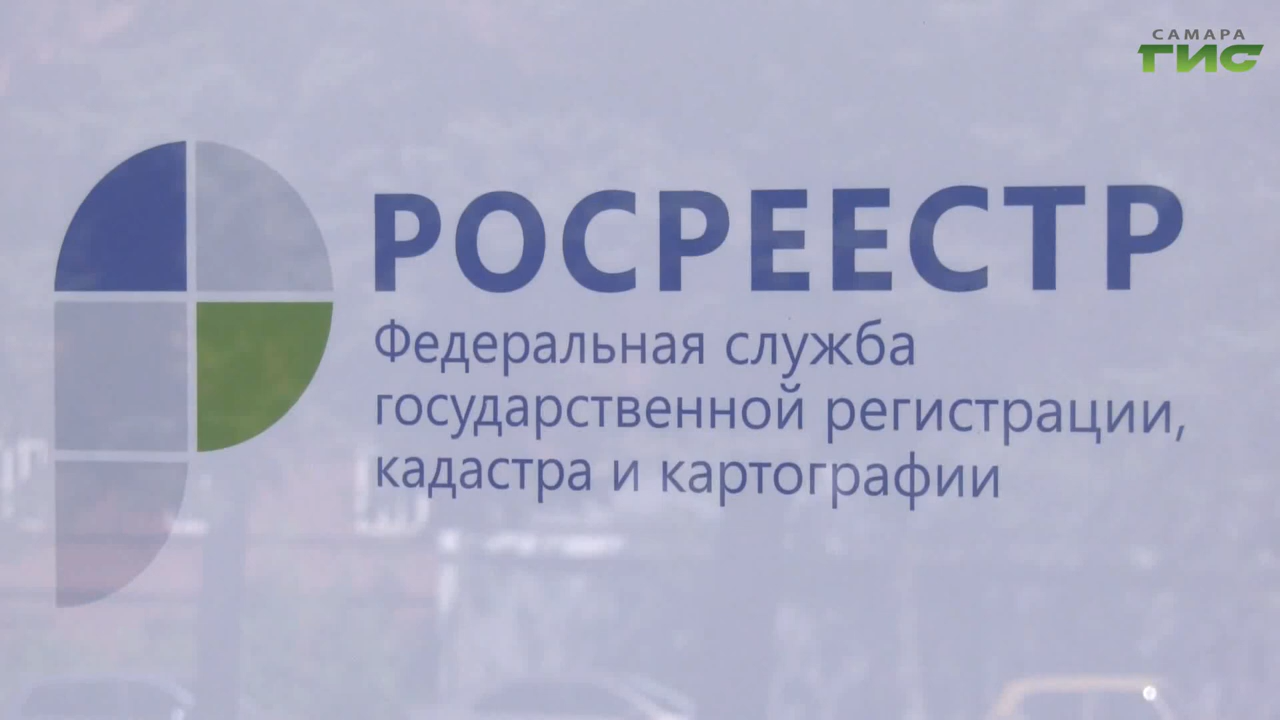 САМАРА
ГИС
РОСРЕЕСТР
Федеральная служба
государственной регистрации,
кадастра и картографии